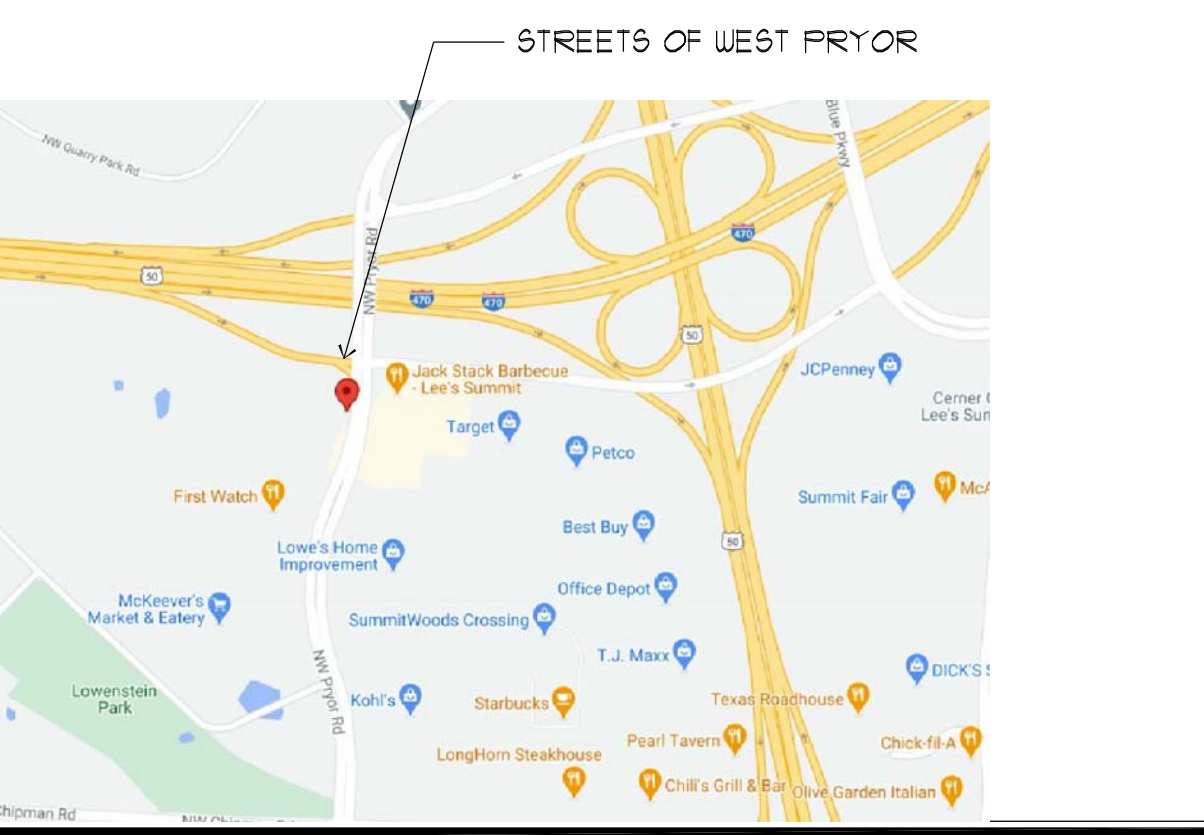 STREETS OF WEST PRYOR
NW Quarry Park Rd
Blue Pkwy
NW Pryor Rd
470
50
470
470
50
Jack Stack Barbecue
- Lee's Summit
JCPenney
Cerner
Lee's Sun
Target
Petco
First Watch
Summit Fair
McA
Best Buy
50
Lowe's Home
Improvement
Office Depot
McKeever's
Market & Eatery
SummitWoods Crossing
T.J. Maxx
DICK'S
NW Pryor Rd
Lowenstein
Park
Kohl's
Starbucks
Texas Roadhouse
Pearl Tavern
Chick-fil-A
LongHorn Steakhouse
Chili's Grill & Bar
Olive Garden Italian
Chipman Rd